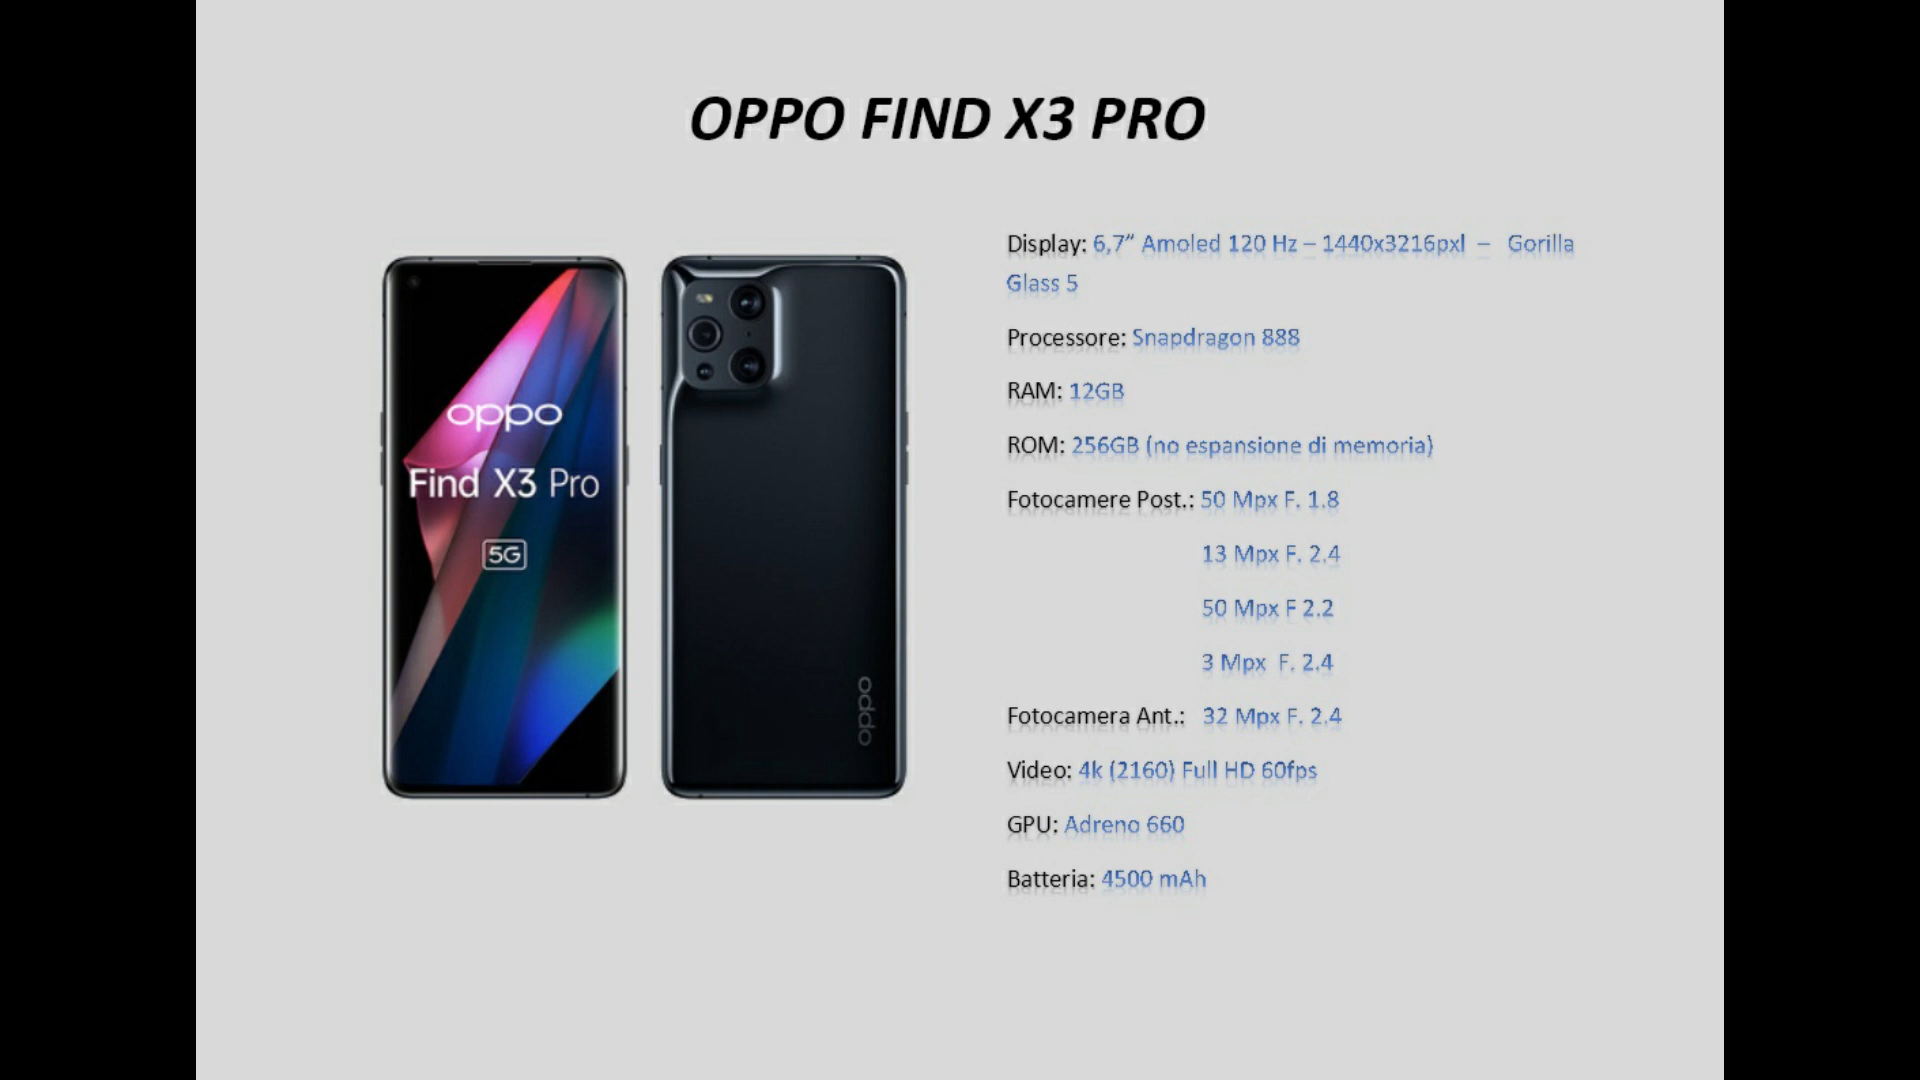 OPPO FIND X3 PRO
Display: 6,7” Amoled 120 Hz – 1440x3216pxl – Gorilla
Glass 5
Processore: Snapdragon 888
RAM: 12GB
ROM: 256GB (no espansione di memoria)
Fotocamere Post.: 50 Mpx F. 1.8
13 Mpx F. 2.4
50 Mpx F 2.2
3 Mpx F. 2.4
Fotocamera Ant.: 32 Mpx F. 2.4
Video: 4k (2160) Full HD 60fps
GPU: Adreno 660
Batteria: 4500 mAh
oppo
Find X3 Pro
5G
oppo